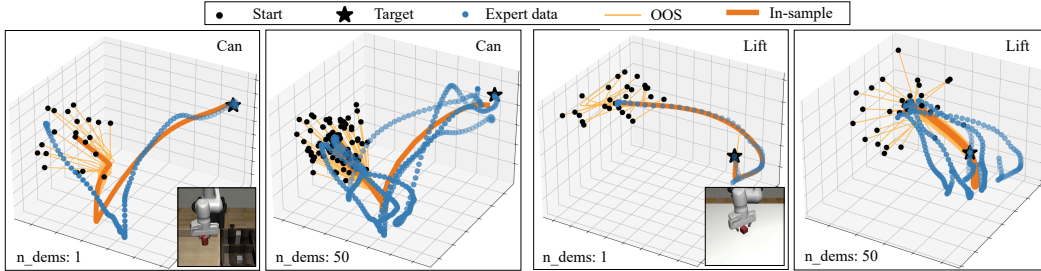 Start Target Expert data OOS In-sample
Can Can Lift Lift
n_dems: 1 n_dems: 50 n_dems: 1 n_dems: 50